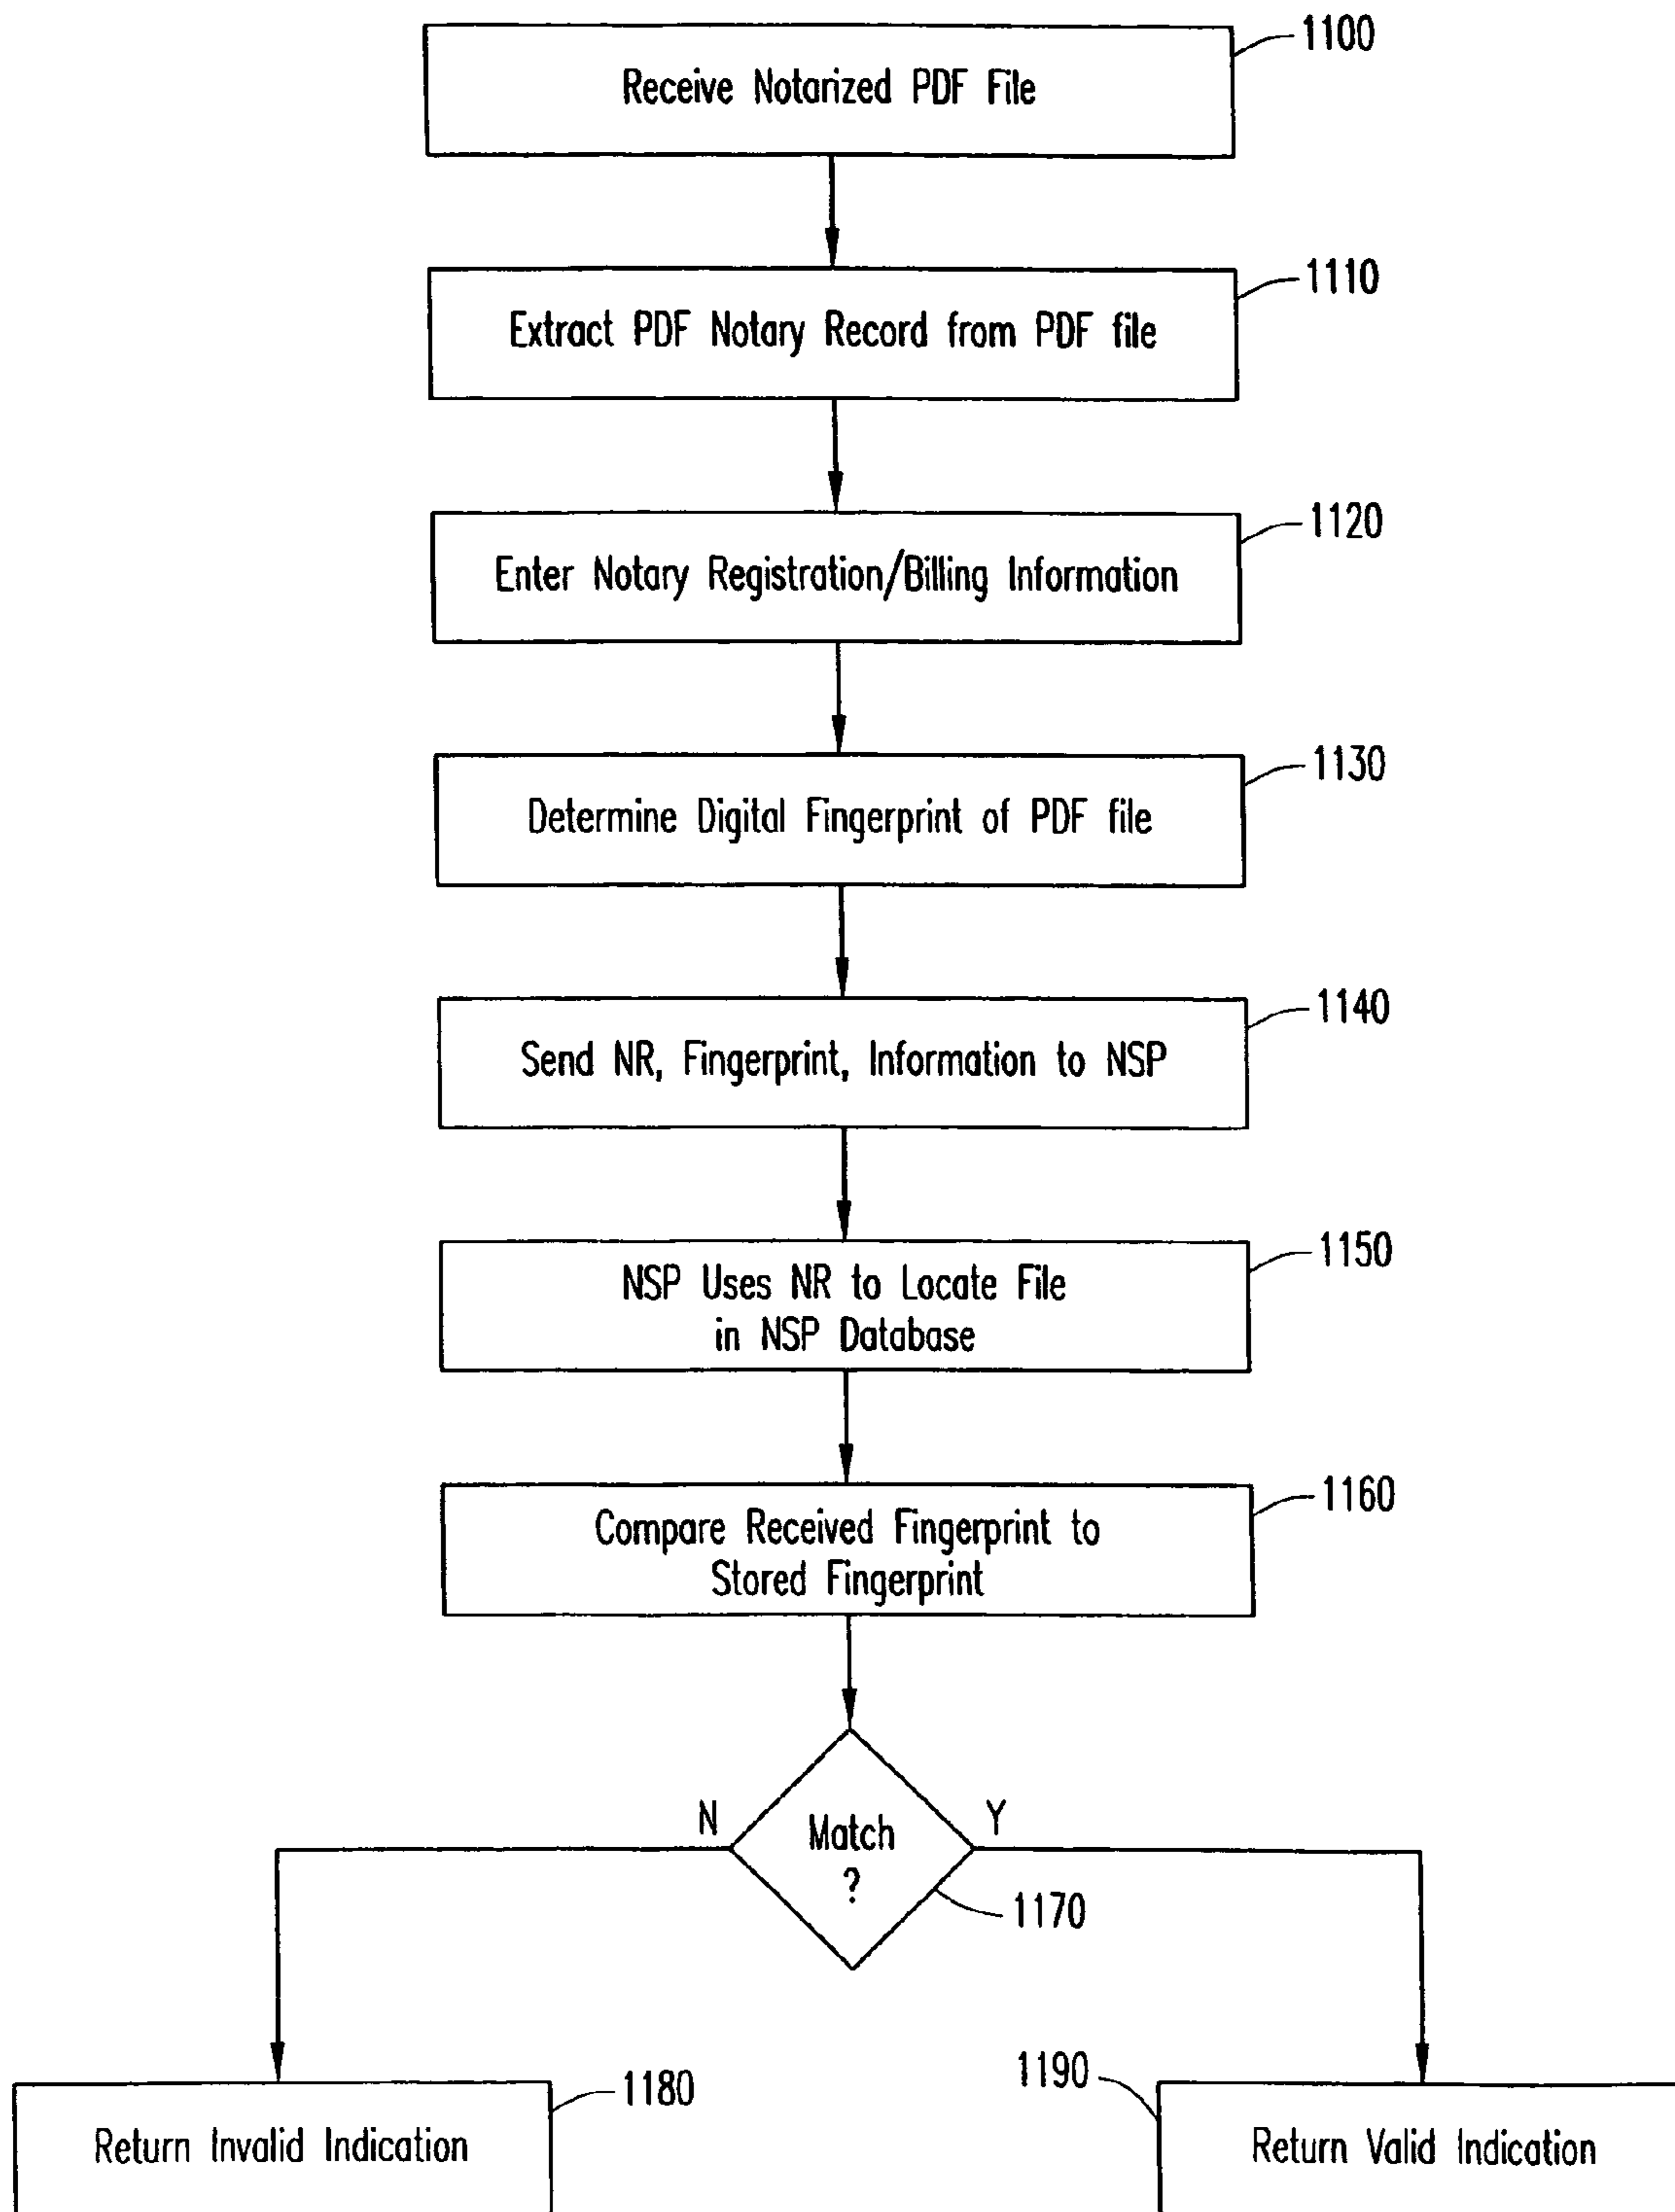 1100
Receive Notarized PDF File
1110
Extract PDF Notary Record from PDF file
1120
Enter Notary Registration/Billing Information
1130
Determine Digital Fingerprint of PDF file
1140
Send NR, Fingerprint, Information to NSP
1150
NSP Uses NR to Locate File
in NSP Database
1160
Compare Received Fingerprint to
Stored Fingerprint
N
Y
Match
?
1170
1180
1190
Return Invalid Indication
Return Valid Indication